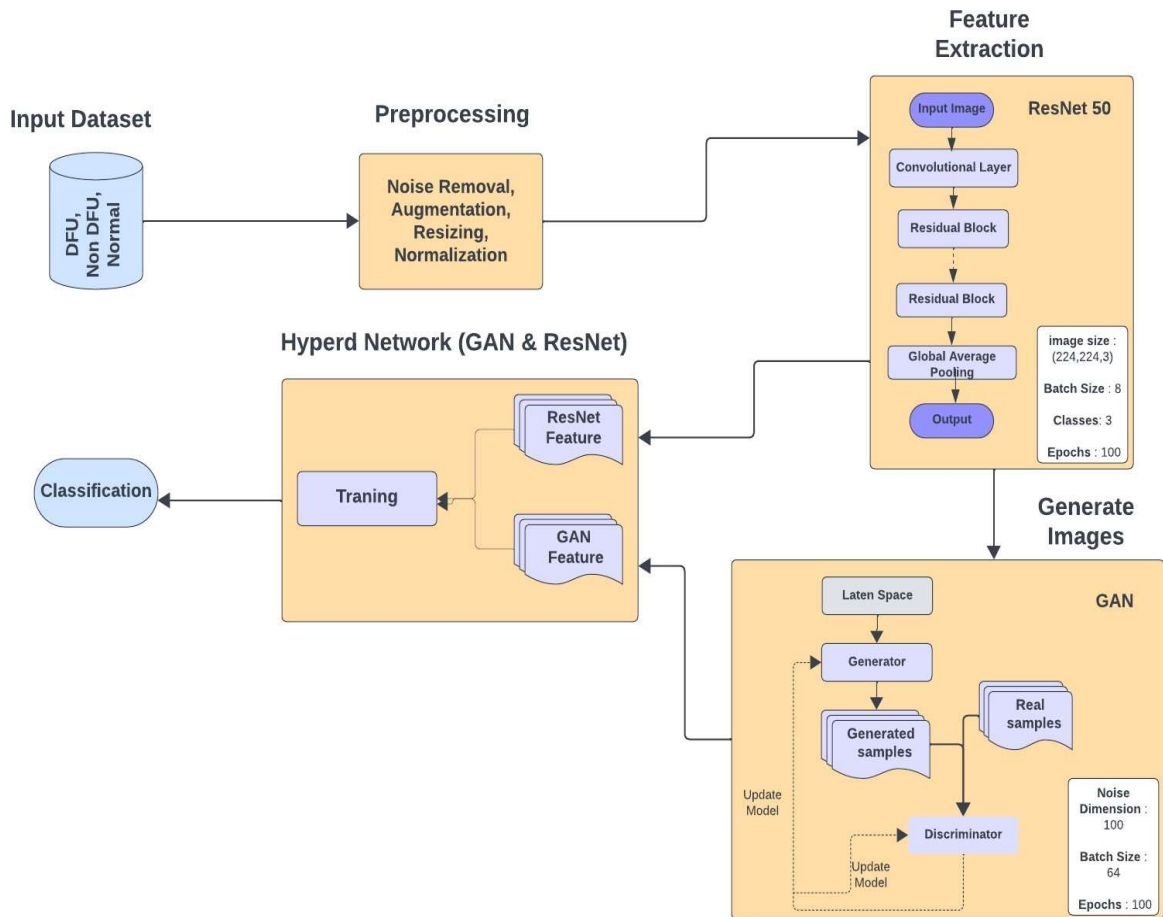 Feature
Extraction
Input Dataset
DFU,
Non DFU,
Normal
Preprocessing
Noise Removal,
Augmentation,
Resizing,
Normalization
ResNet 50
Input Image
Convolutional Layer
Residual Block
Residual Block
Global Average
Pooling
Output
image size :
(224,224,3)
Batch Size : 8
Classes: 3
Epochs : 100
Hyperd Network (GAN & ResNet)
ResNet
Feature
Traning
GAN
Feature
Classification
Generate
Images
GAN
Laten Space
Generator
Generated
samples
Real
samples
Update
Model
Discriminator
Update
Model
Noise
Dimension :
100
Batch Size :
64
Epochs : 100